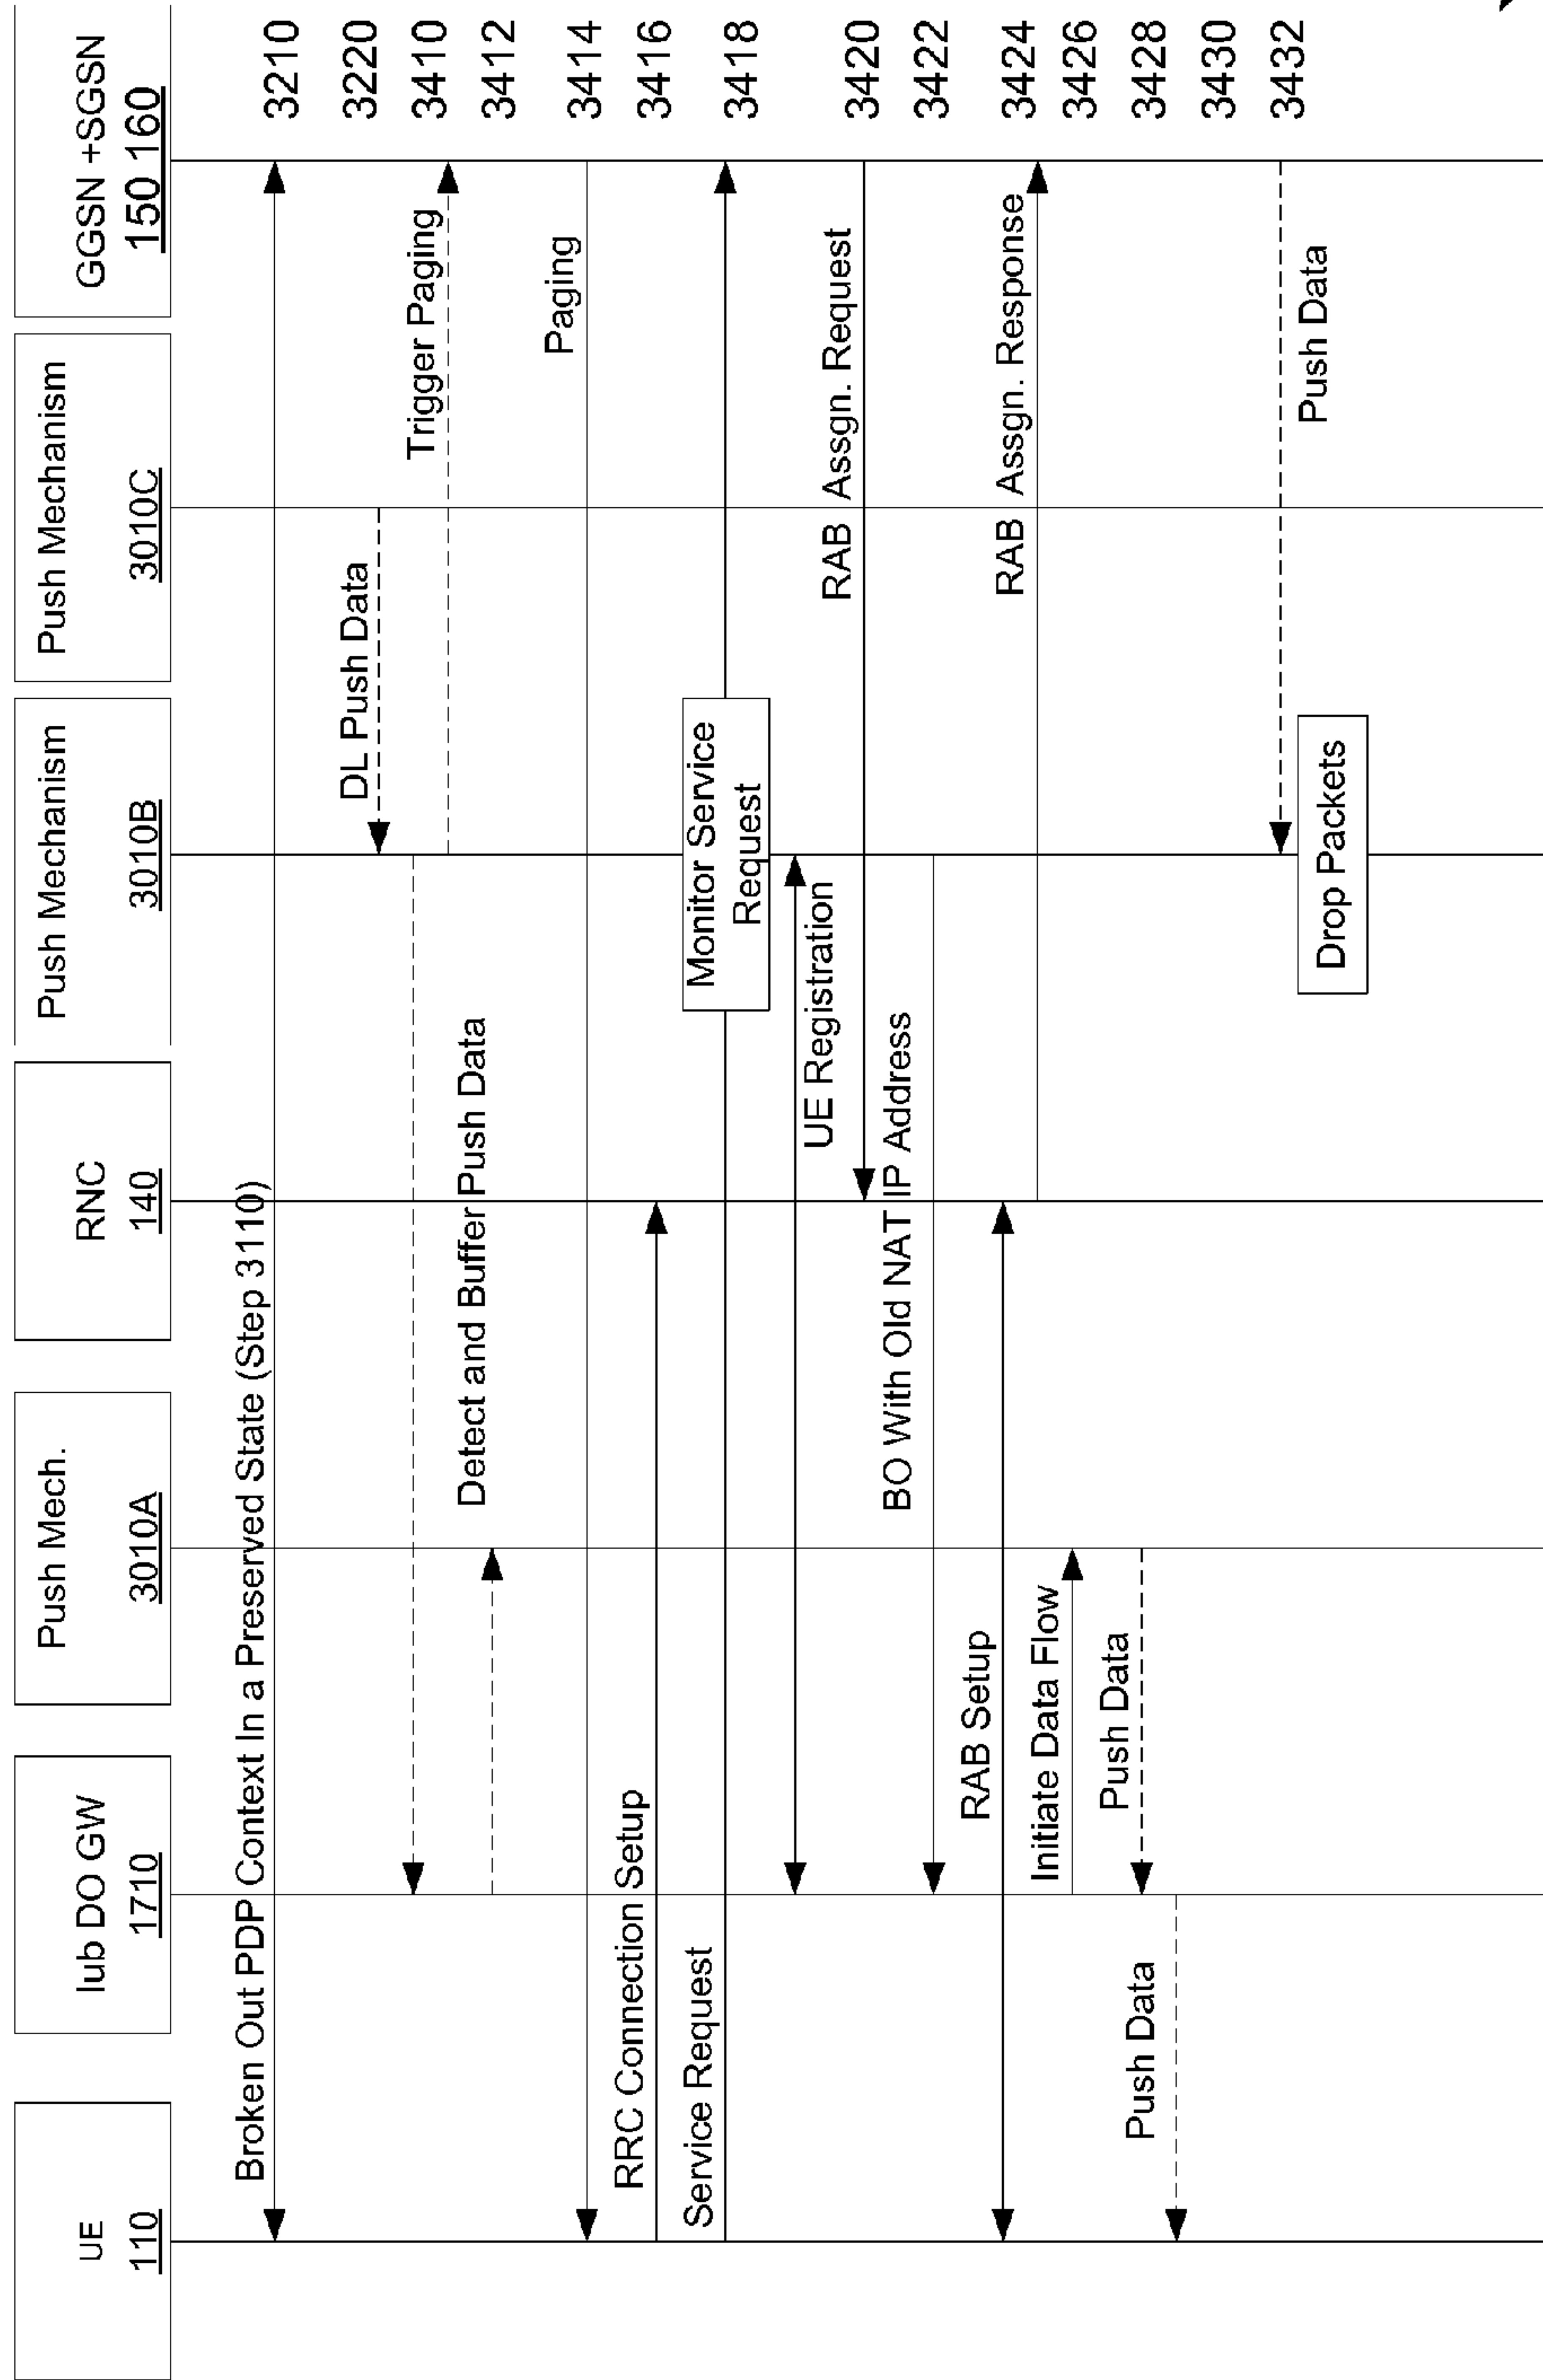 UE
110
Iub DO GW
1710
Push Mech.
3010A
RNC
140
Push Mechanism
3010B
Push Mechanism
3010C
GGSN +SGSN
150 160
Broken Out PDP Context In a Preserved State (Step 3110)
3210
DL Push Data
3220
Trigger Paging
3410
Detect and Buffer Push Data
3412
Paging
3414
RRC Connection Setup
3416
Service Request
Monitor Service
Request
3418
UE Registration
RAB Assgn. Request
3420
BO With Old NAT IP Address
3422
RAB Setup
RAB Assgn. Response
3424
Initiate Data Flow
3426
Push Data
3428
Push Data
3430
3432
Push Data
Drop Packets